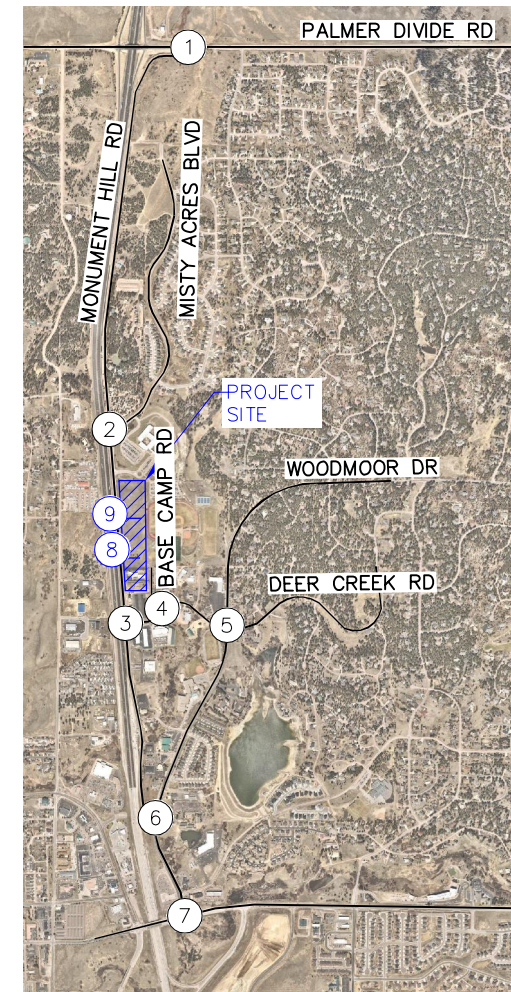 PALMER DIVIDE RD
1
MONUMENT HILL RD
MISTY ACRES BLVD
PROJECT
SITE
2
BASE CAMP RD
WOODMOOR DR
9
8
DEER CREEK RD
4
3
5
6
7